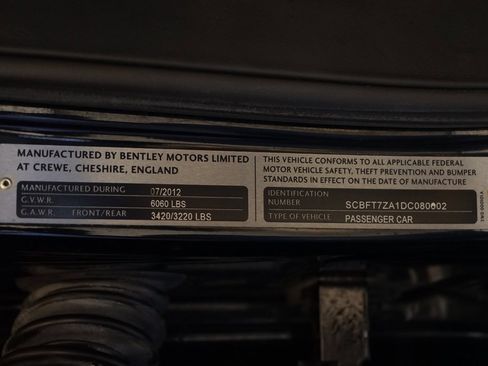 MANUFACTURED BY BENTLEY MOTORS LIMITED
AT CREWE, CHESHIRE, ENGLAND
MANUFACTURED DURING 07/2012
G.V.W.R. 6060 LBS
G.A.W.R. FRONT/REAR 3420/3220 LBS
THIS VEHICLE CONFORMS TO ALL APPLICABLE FEDERAL
MOTOR VEHICLE SAFETY, THEFT PREVENTION AND BUMPER
STANDARDS IN EFFECT ON THE DATE OF MANUFACTURE
IDENTIFICATION
NUMBER SCBFT7ZA1DC080602
TYPE OF VEHICLE PASSENGER CAR